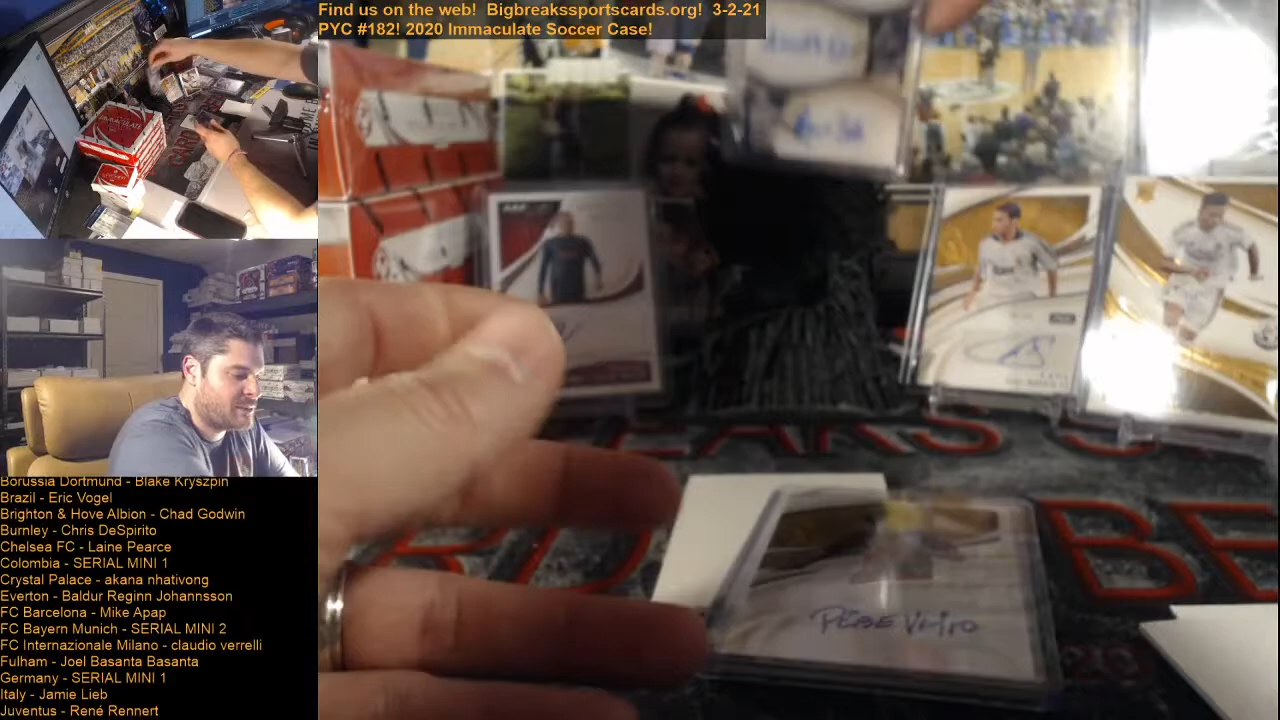 Find us on the web!  Bigbreakssportscards.org!  3-2-21
PYC #182! 2020 Immaculate Soccer Case!
Borussia Dortmund - Blake Kryszpin
Brazil - Eric Vogel
Brighton & Hove Albion - Chad Godwin
Burnley - Chris DeSpirito
Chelsea FC - Laine Pearce
Colombia - SERIAL MINI 1
Crystal Palace - akana nhativong
Everton - Baldur Reginn Johannsson
FC Barcelona - Mike Apap
FC Bayern Munich - SERIAL MINI 2
FC Internazionale Milano - claudio verrelli
Fulham - Joel Basanta Basanta
Germany - SERIAL MINI 1
Italy - Jamie Lieb
Juventus - René Rennert